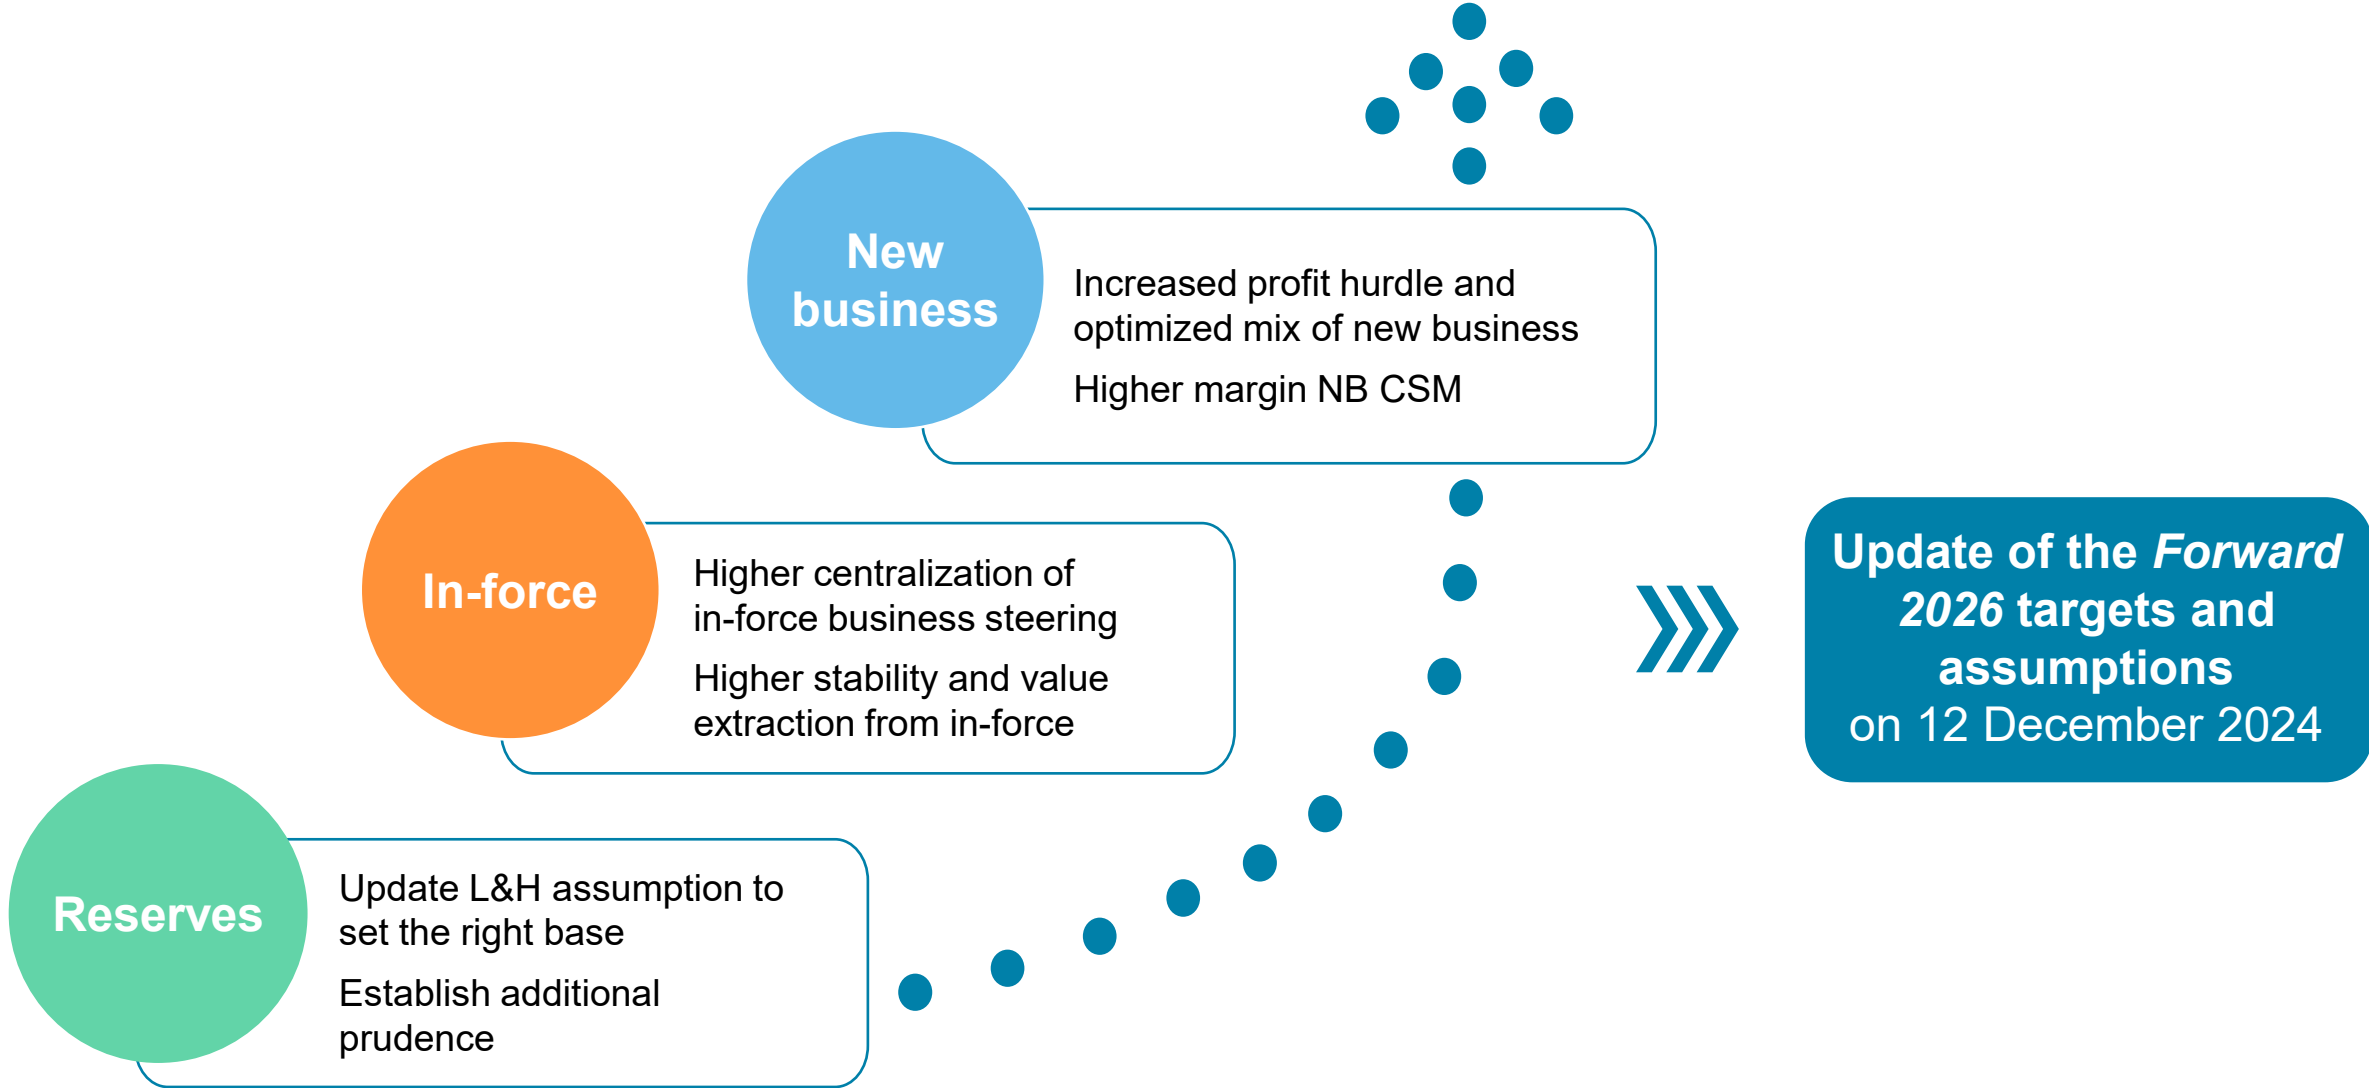 New
business
Increased profit hurdle and
optimized mix of new business
Higher margin NB CSM
In-force
Higher centralization of
in-force business steering
Higher stability and value
extraction from in-force
Reserves
Update L&H assumption to
set the right base
Establish additional
prudence
Update of the Forward
2026 targets and
assumptions
on 12 December 2024